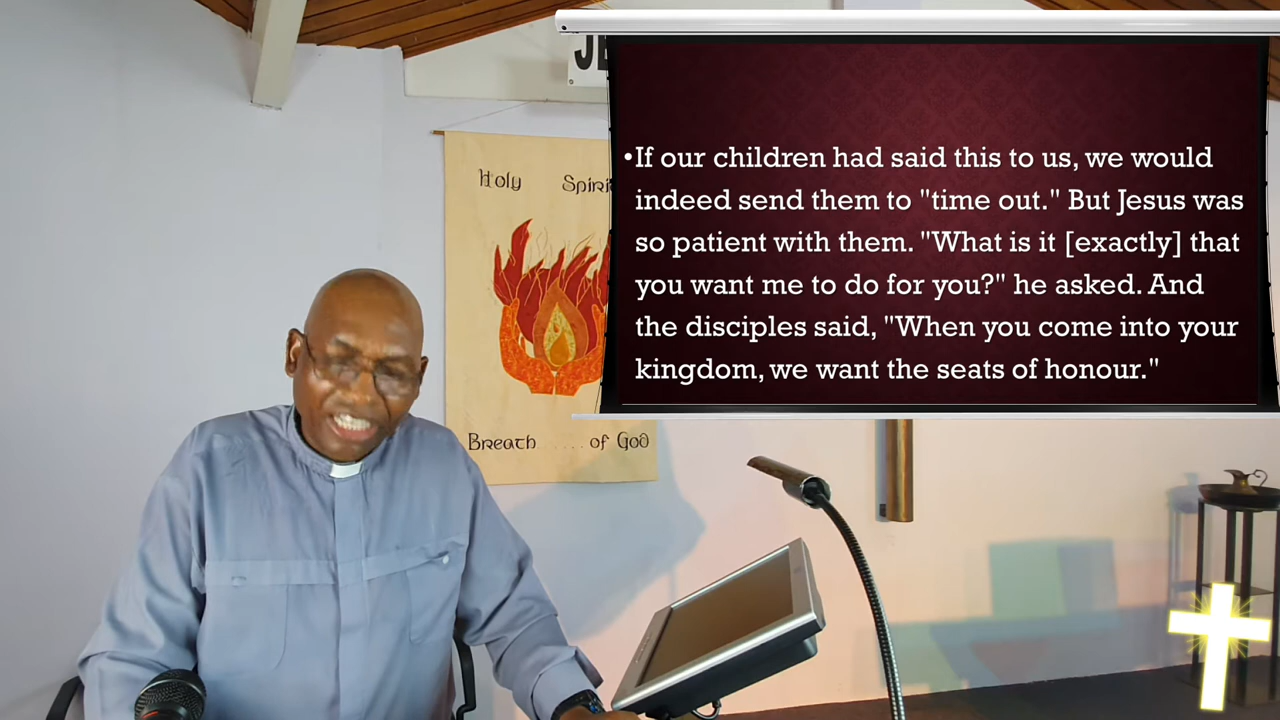 Holy
Breath .... of God
•If our children had said this to us, we would
indeed send them to "time out." But Jesus was
so patient with them. "What is it [exactly] that
you want me to do for you?" he asked. And
the disciples said, "When you come into your
kingdom, we want the seats of honour."